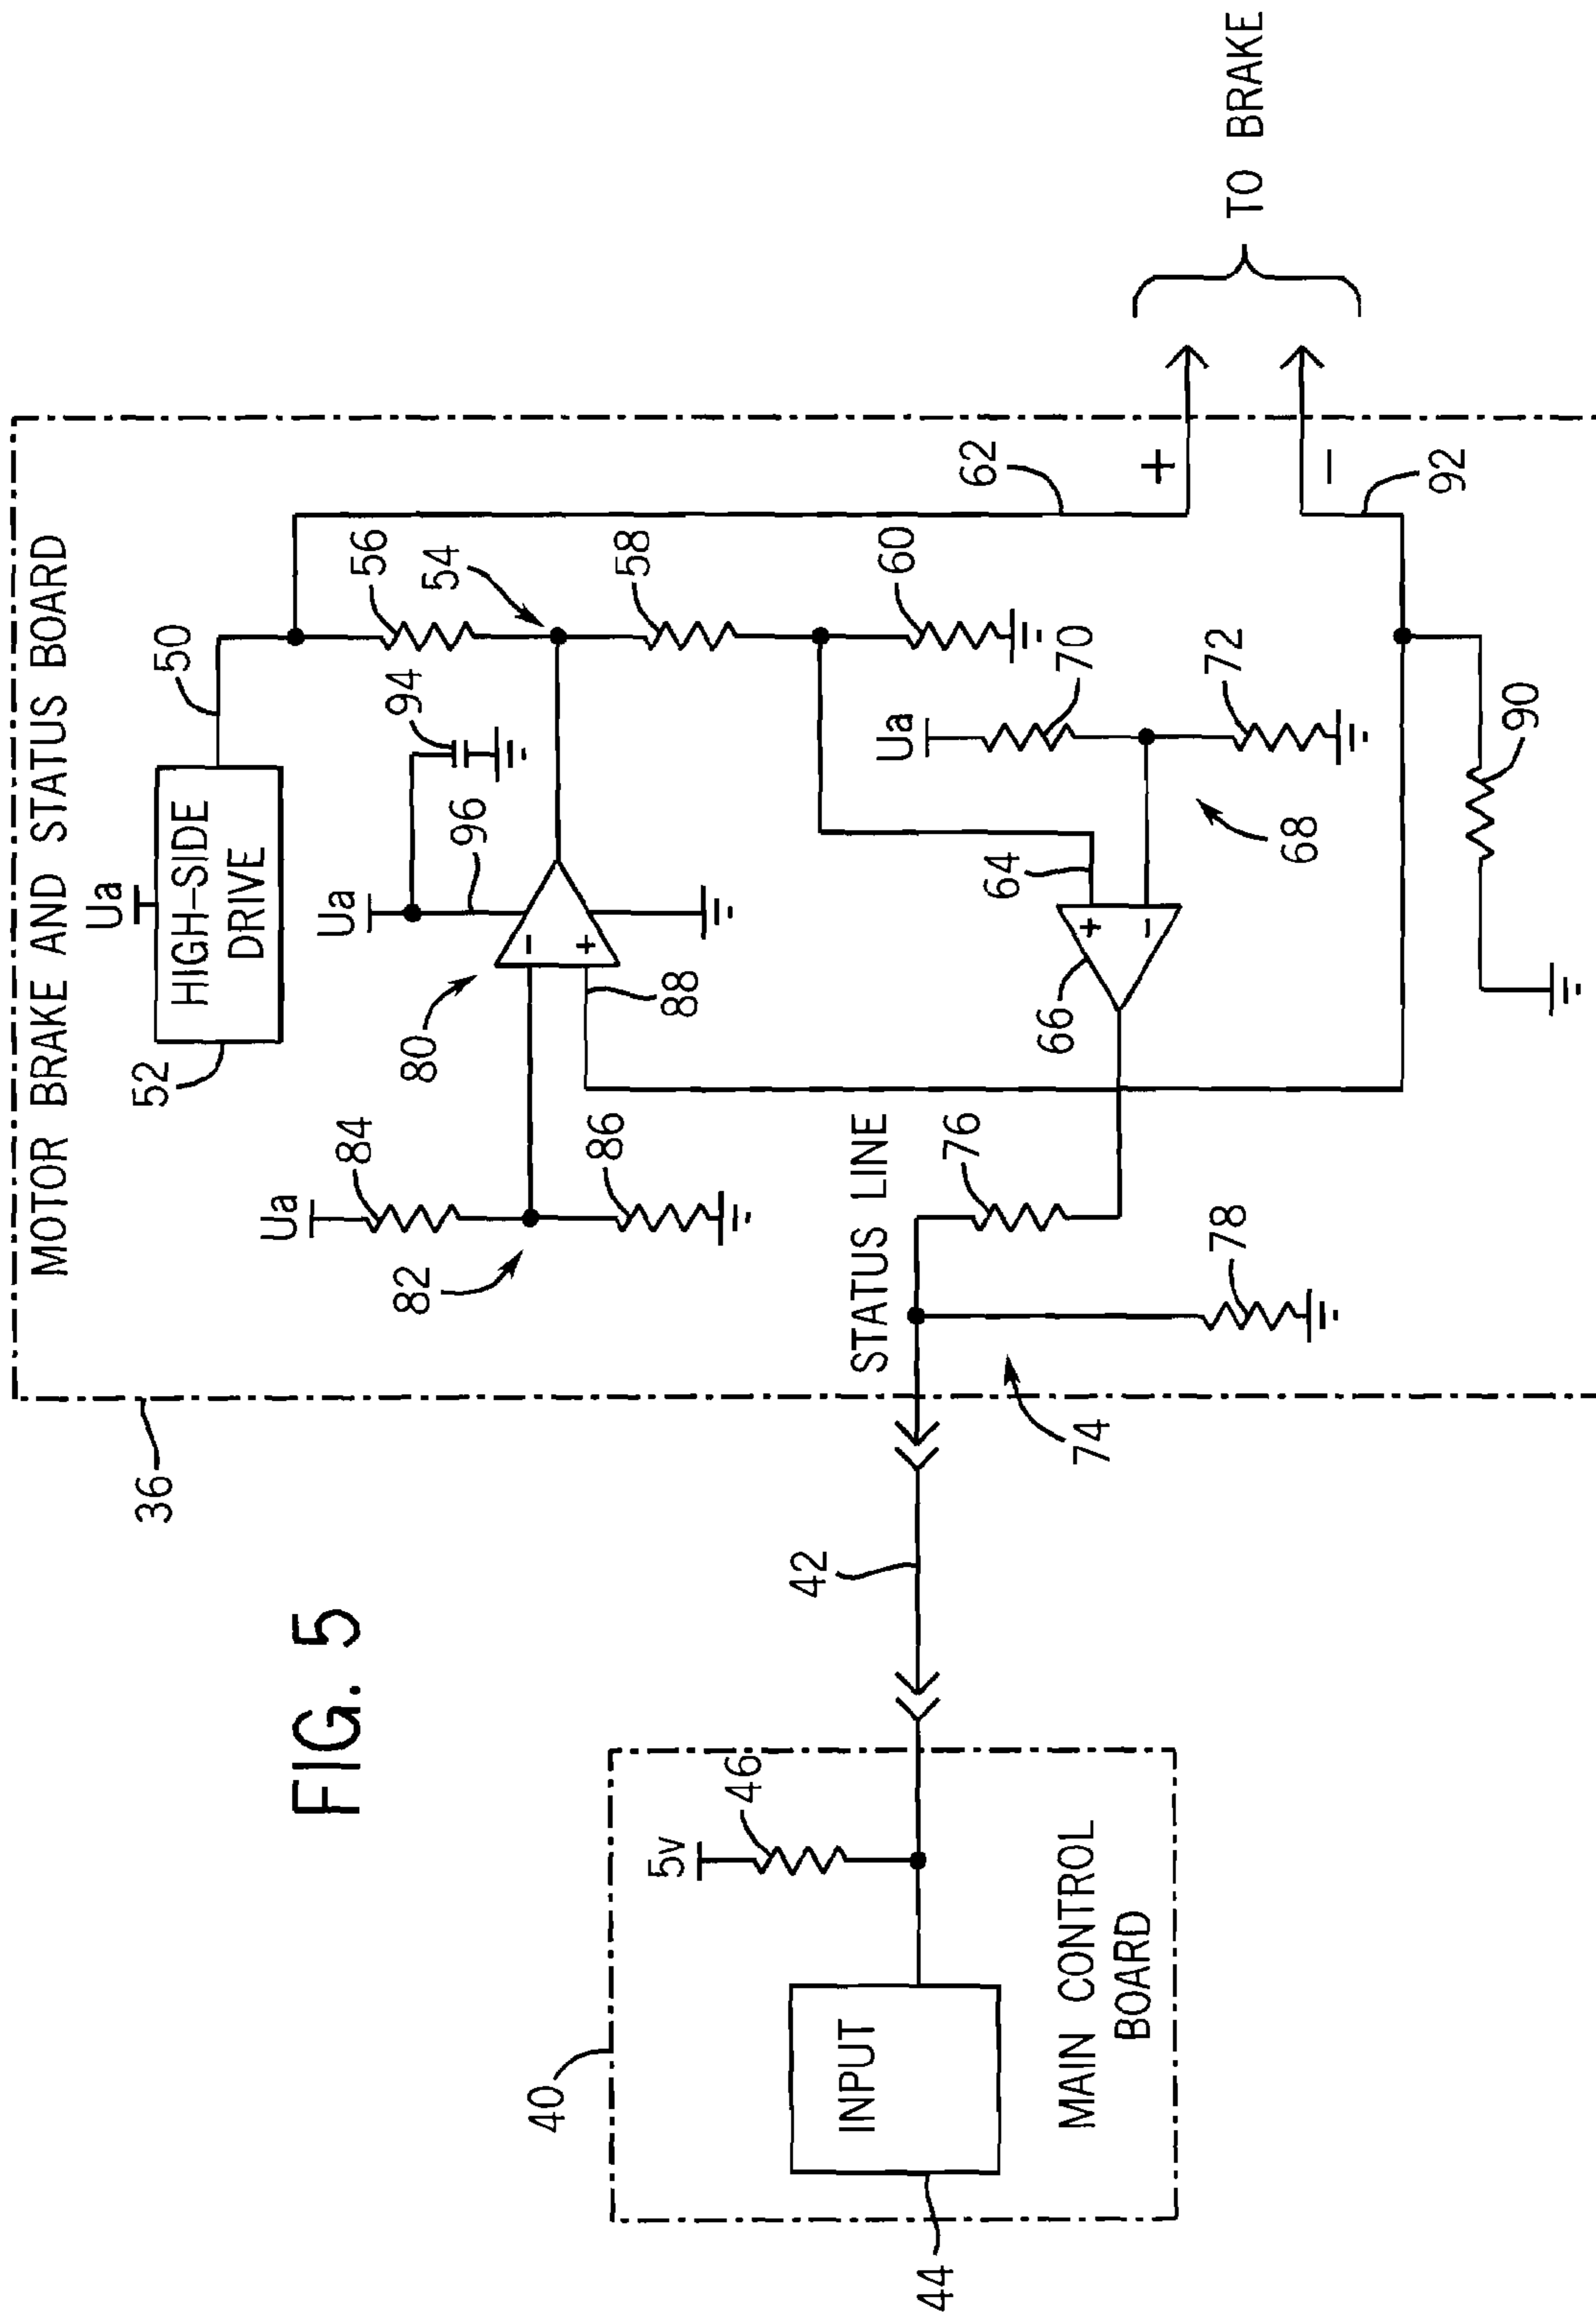 FIG. 5
MOTOR BRAKE AND STATUS BOARD
36
Ua
HIGH-SIDE
DRIVE
52
50
Ua
84
82
86
80
Ua
96
94
88
56
54
58
60
62
64
66
Ua
70
72
68
STATUS LINE
76
78
74
90
92
+
−
−
+
+
−
TO BRAKE
42
40
5v
46
INPUT
44
MAIN CONTROL
BOARD